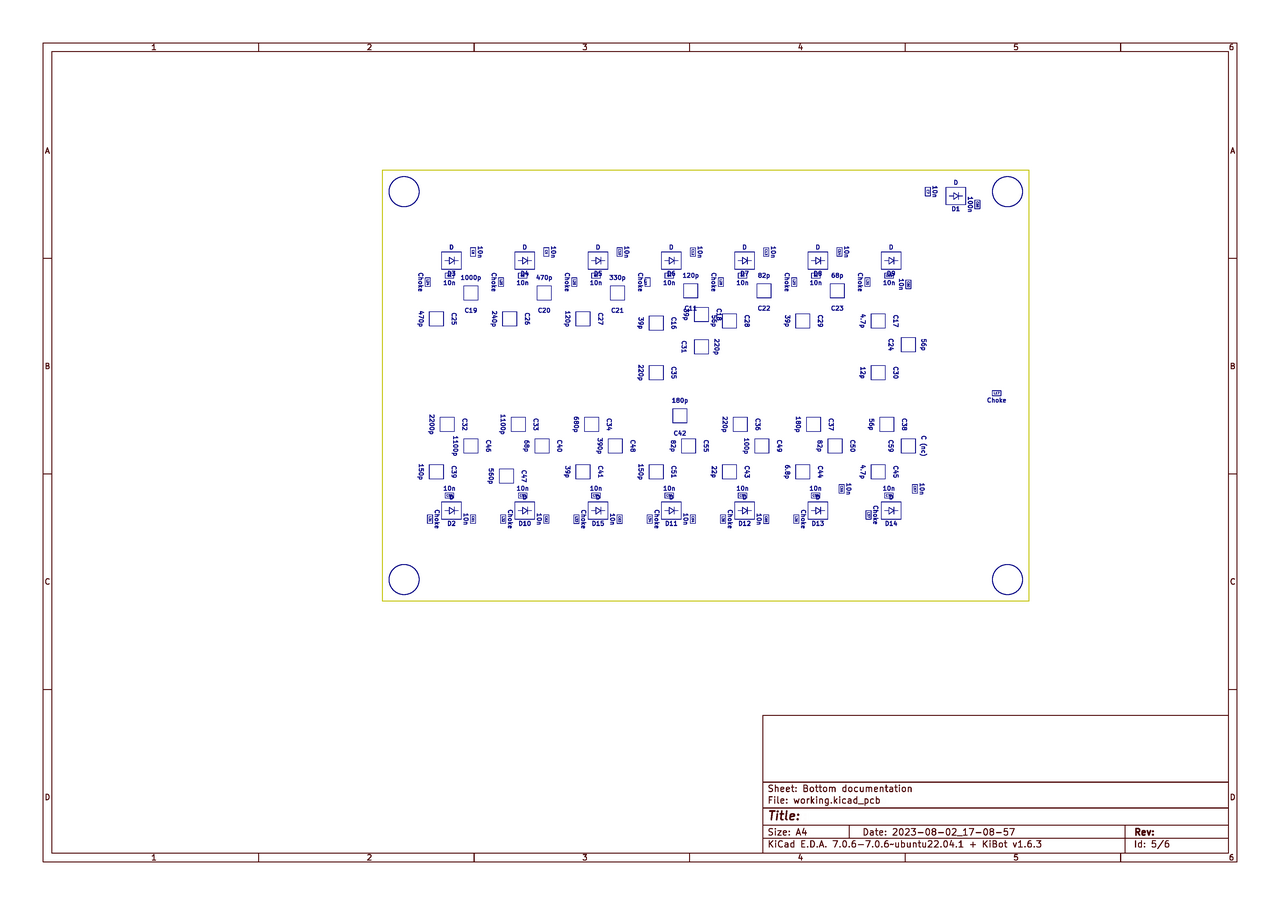 1 2 3 4 5 6
A
A
D
10n
100n
D1
D D D D D D D
10n 10n 10n 10n 10n 10n
D3 D4 D5 D6 D7 D8 D9
1000p 470p 330p 120p 82p 68p
Choke Choke Choke Choke Choke Choke Choke
10n 10n 10n 10n 10n 10n 10n
C19 C20 C21 C11 C22 C23
470p C25 240p C26 120p C27 39p C16 C18 C28 39p C29 4.7p C17
C31 220p C24 56p
B
B
220p C35 12p C30
Choke
180p
C42
2200p C32 1100p C33 680p C34 220p C36 180p C37 56p C38
1100p C46 68p C40 390p C48 82p C55 100p C49 82p C50 C59 C (nc)
150p C39 560p C47 39p C41 150p C51 22p C43 6.8p C44 4.7p C45
10n 10n 10n 10n 10n 10n 10n
10n 10n
D D D D D D D
Choke 10n Choke 10n Choke 10n Choke 10n Choke 10n Choke Choke
D2 D10 D15 D11 D12 D13 D14
C
C
D
D
Sheet: Bottom documentation
File: working.kicad_pcb
Title:
Size: A4 Date: 2023-08-02_17-08-57 Rev:
KiCad E.D.A. 7.0.6-7.0.6~ubuntu22.04.1 + KiBot v1.6.3 Id: 5/6
1 2 3 4 5 6